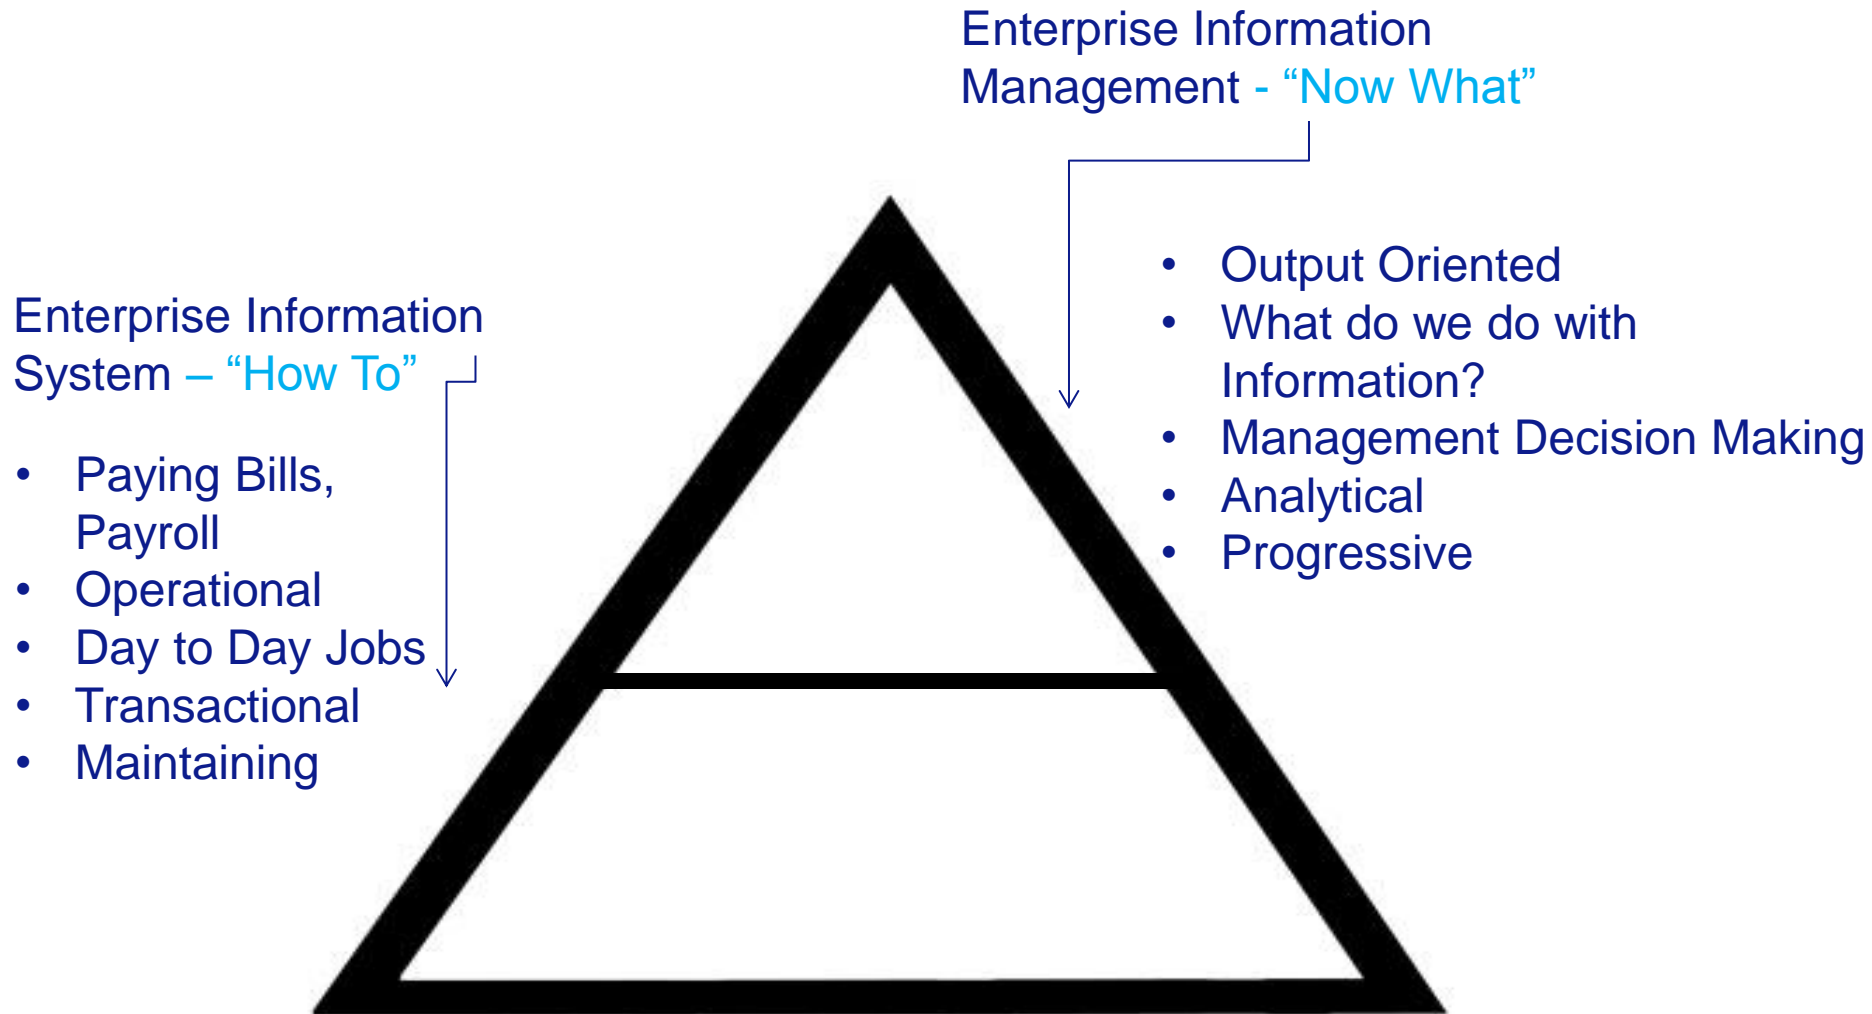 Enterprise Information
Management - “Now What”
Enterprise Information
System – “How To”
• Paying Bills,
Payroll
• Operational
• Day to Day Jobs
• Transactional
• Maintaining
• Output Oriented
• What do we do with
Information?
• Management Decision Making
• Analytical
• Progressive